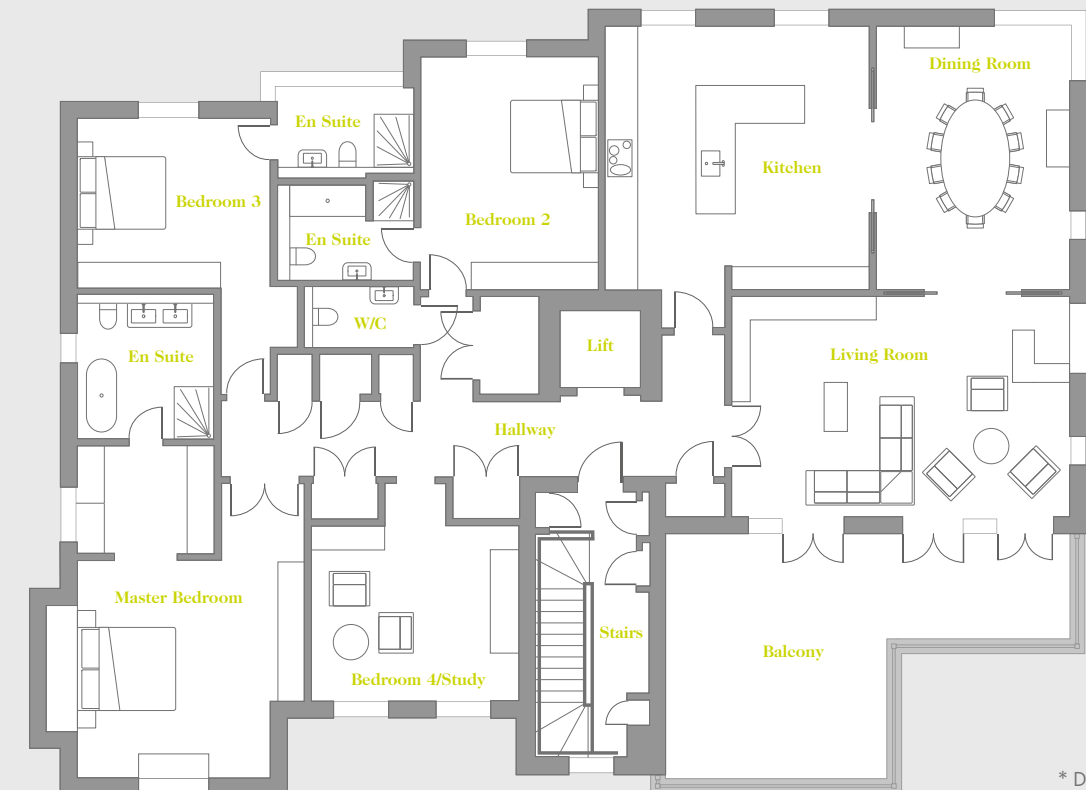 Dining Room
En Suite
Kitchen
Bedroom 3
Bedroom 2
En Suite
W/C
Lift
En Suite
Living Room
Hallway
Master Bedroom
Stairs
Balcony
Bedroom 4/Study
* D